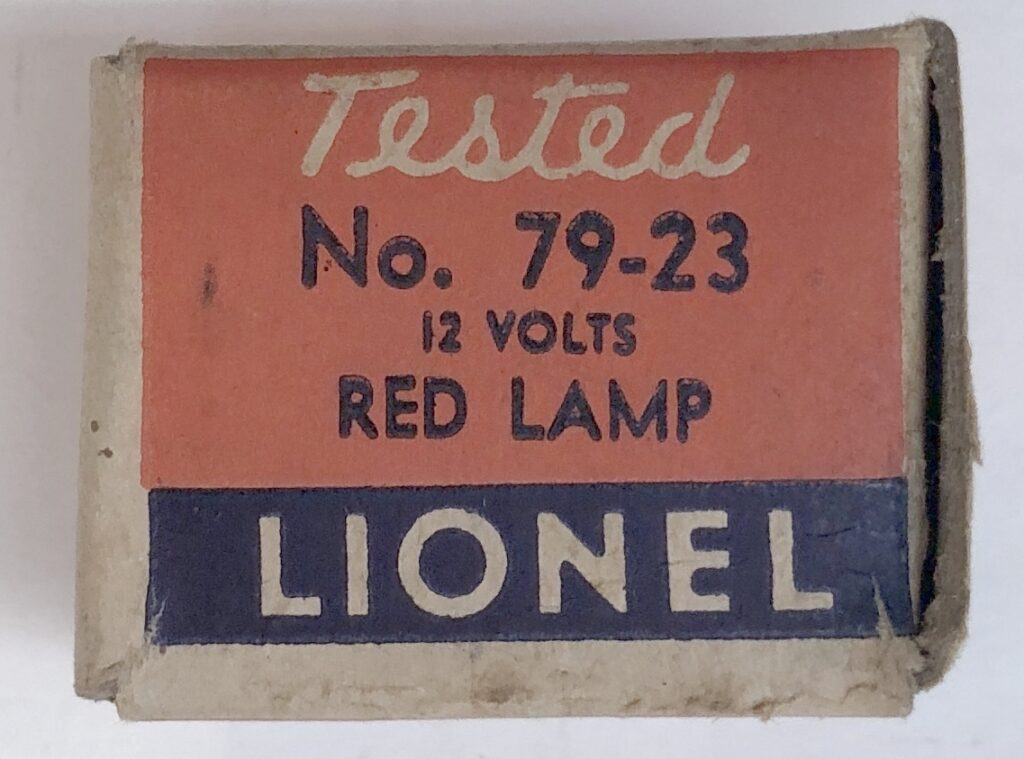 Tested
No. 79-23
12 VOLTS
RED LAMP
LIONEL